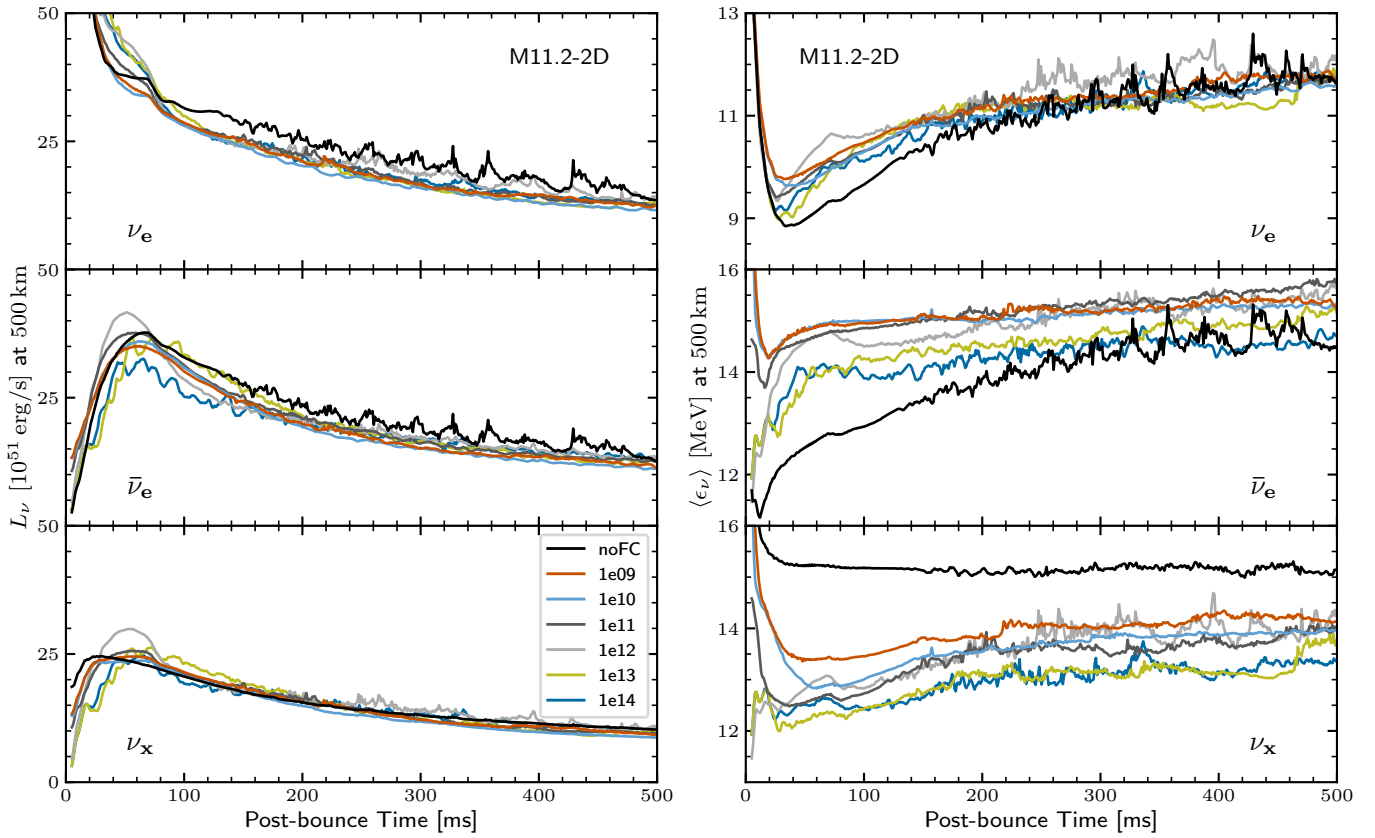 M11.2-2D
50
25
νe
L_ν [10^51 erg/s] at 500 km
50
25
ν̄e
50
25
0
νx
noFC
1e09
1e10
1e11
1e12
1e13
1e14
0 100 200 300 400 500
Post-bounce Time [ms]
M11.2-2D
13
11
9
νe
⟨ϵ_ν⟩ [MeV] at 500 km
16
14
12
ν̄e
16
14
12
νx
0 100 200 300 400 500
Post-bounce Time [ms]